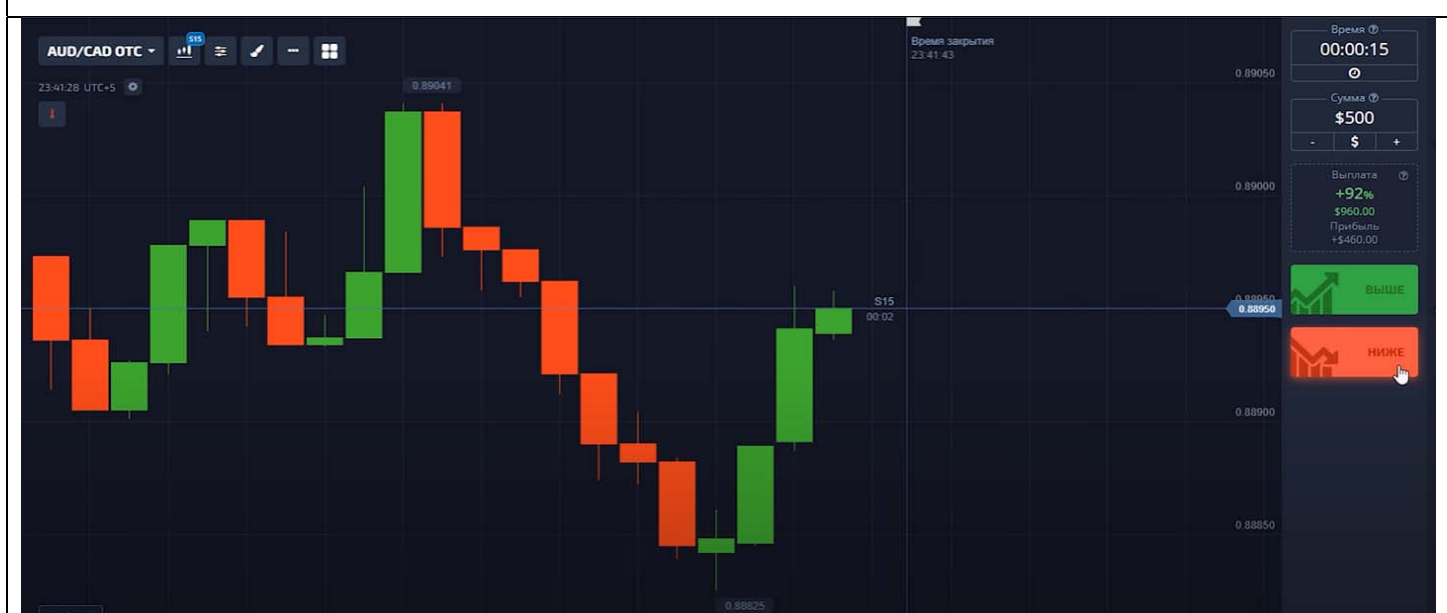 AUD/CAD OTC
S15
23:41:28 UTC+5
0.89041
Время закрытия
23:41:43
0.89050
0.89000
0.88950
0.88950
S15
00:02
0.88900
0.88850
0.88825
Время
00:00:15
Сумма
$500
- $ +
Выплата
+92%
$960.00
Прибыль
+$460.00
ВЫШЕ
НИЖЕ